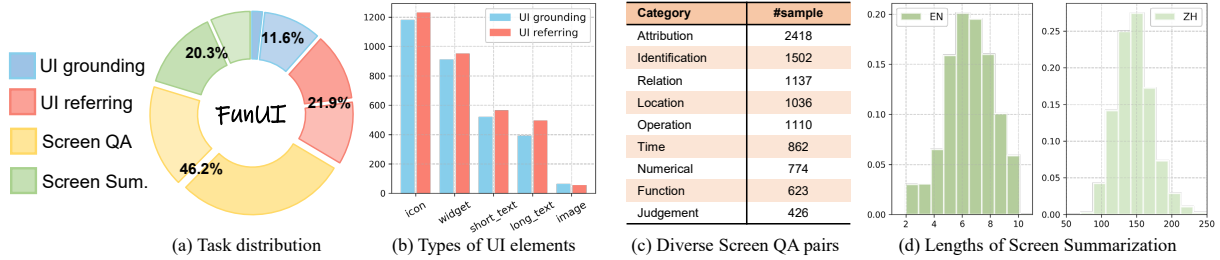 UI grounding
UI referring
Screen QA
Screen Sum.
11.6%
21.9%
46.2%
20.3%
FunUI
(a) Task distribution
UI grounding
UI referring
1200
1000
800
600
400
200
0
icon
widget
short_text
long_text
image
(b) Types of UI elements
Category #sample
Attribution 2418
Identification 1502
Relation 1137
Location 1036
Operation 1110
Time 862
Numerical 774
Function 623
Judgement 426
(c) Diverse Screen QA pairs
EN
0.20
0.15
0.10
0.05
0.00
2 4 6 8 10
ZH
0.25
0.20
0.15
0.10
0.05
0.00
50 100 150 200 250
(d) Lengths of Screen Summarization